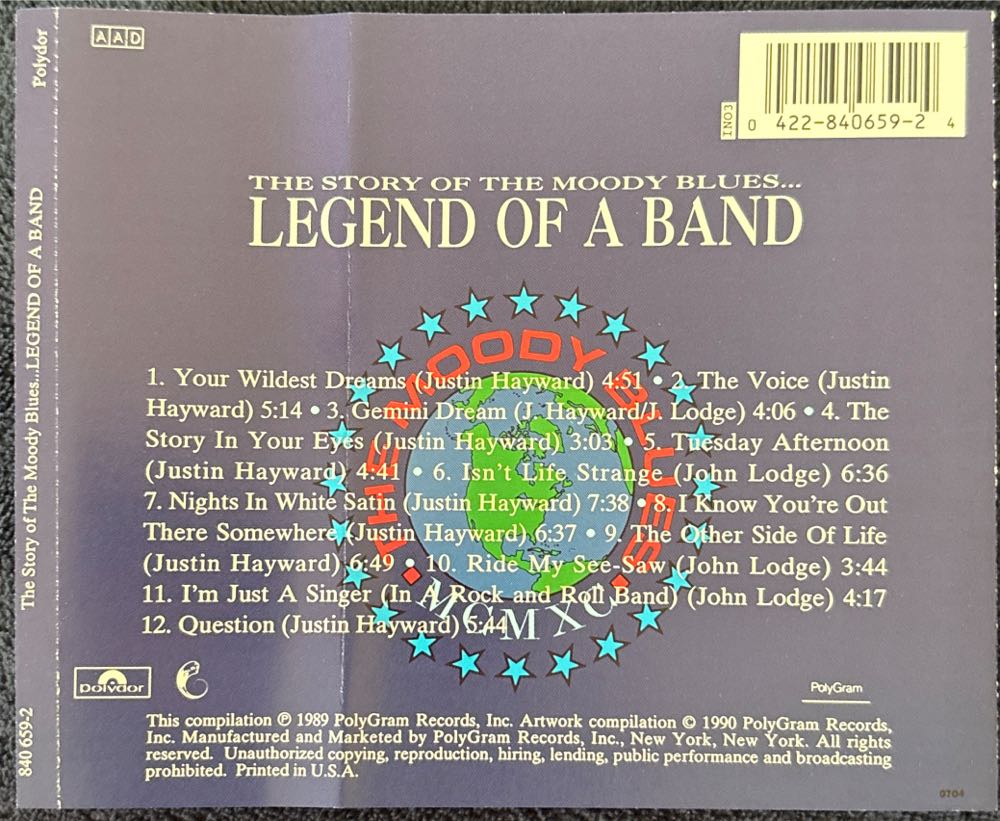 Polydor
The Story of The Moody Blues...LEGEND OF A BAND
840 659-2
AAD
INO3
0 422-840659-2 4
THE STORY OF THE MOODY BLUES...
LEGEND OF A BAND
THE MOODY BLUES
1. Your Wildest Dreams (Justin Hayward) 4:51 • 2. The Voice (Justin
Hayward) 5:14 • 3. Gemini Dream (J. Hayward/J. Lodge) 4:06 • 4. The
Story In Your Eyes (Justin Hayward) 3:03 • 5. Tuesday Afternoon
(Justin Hayward) 4:41 • 6. Isn't Life Strange (John Lodge) 6:36
7. Nights In White Satin (Justin Hayward) 7:38 • 8. I Know You're Out
There Somewhere (Justin Hayward) 6:37 • 9. The Other Side Of Life
(Justin Hayward) 6:49 • 10. Ride My See-Saw (John Lodge) 3:44
11. I'm Just A Singer (In A Rock and Roll Band) (John Lodge) 4:17
12. Question (Justin Hayward) 5:44
MCMXC
polydor
PolyGram
This compilation ℗ 1989 PolyGram Records, Inc. Artwork compilation © 1990 PolyGram Records,
Inc. Manufactured and Marketed by PolyGram Records, Inc., New York, New York. All rights
reserved. Unauthorized copying, reproduction, hiring, lending, public performance and broadcasting
prohibited. Printed in U.S.A.
0704